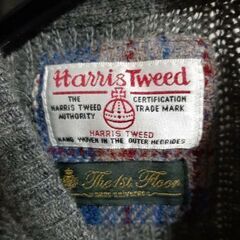 Harris Tweed
THE CERTIFICATION
HARRIS TWEED TRADE MARK
AUTHORITY
HARRIS TWEED
HAND WOVEN IN THE OUTER HEBRIDES
The 1st Floor